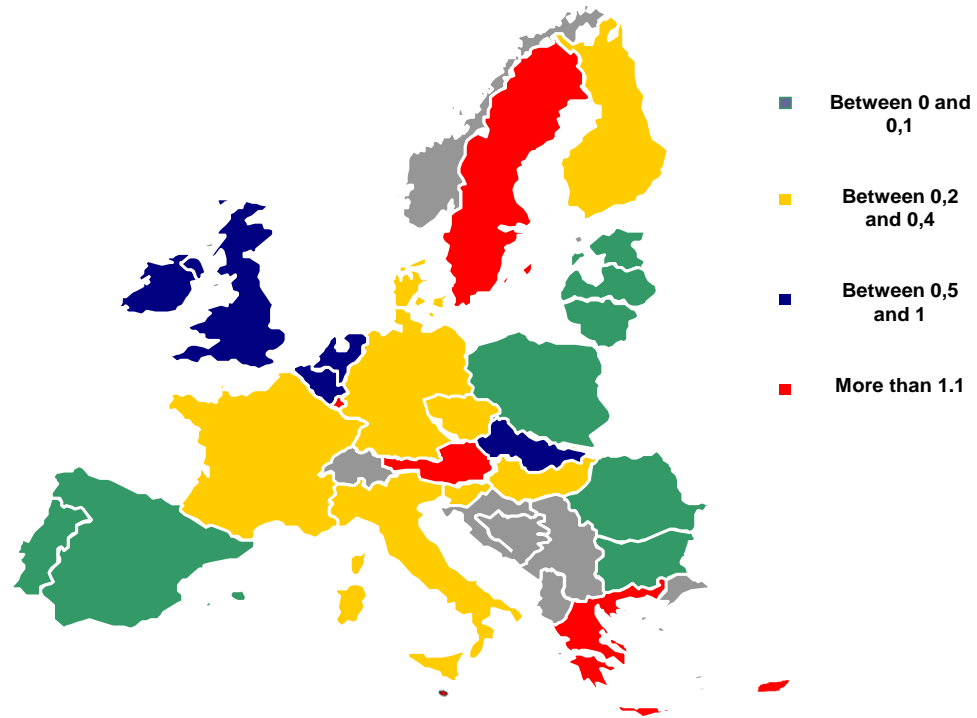 Between 0 and
0,1
Between 0,2
and 0,4
Between 0,5
and 1
More than 1.1